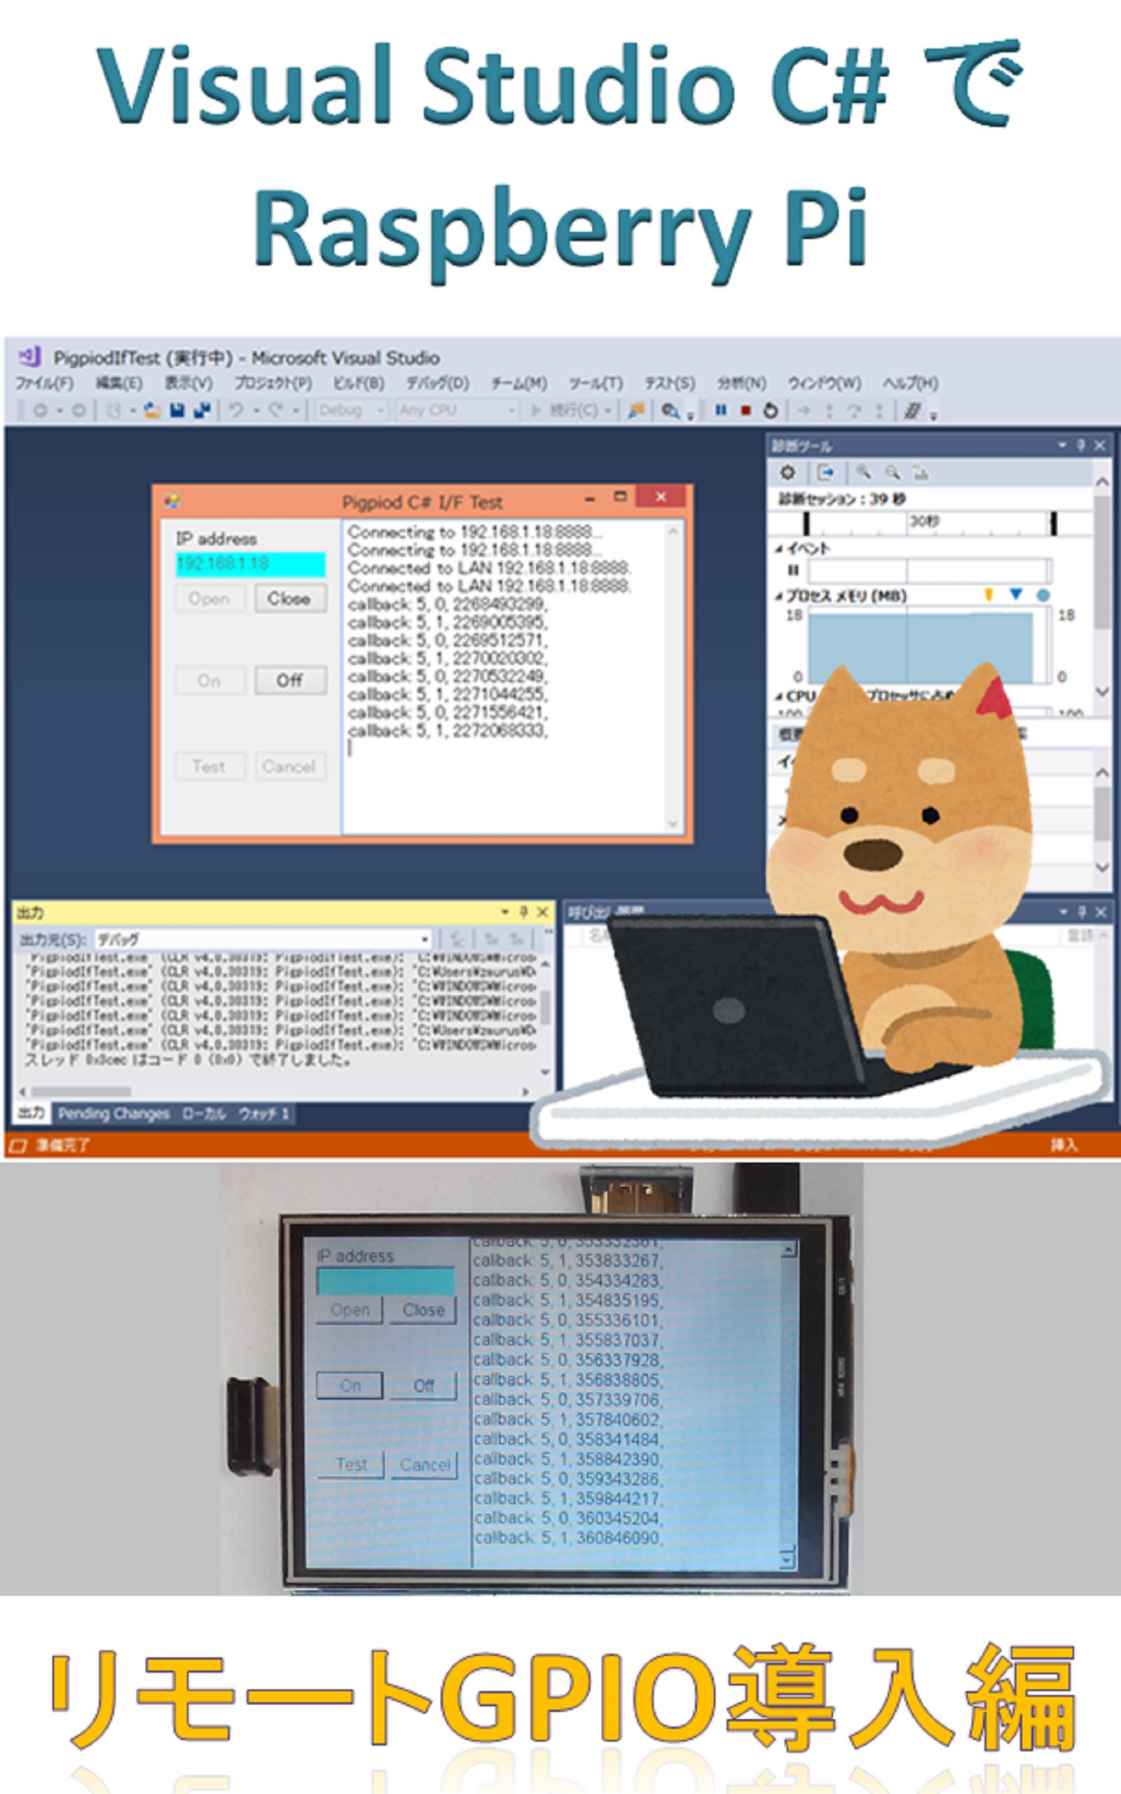 Visual Studio C# で
Raspberry Pi
PigpiodIfTest (実行中) - Microsoft Visual Studio
ファイル(F) 編集(E) 表示(V) プロジェクト(P) ビルド(B) デバッグ(D) チーム(M) ツール(T) テスト(S) 分析(N) ウィンドウ(W) ヘルプ(H)
Debug Any CPU 続行(C)
Pigpiod C# I/F Test
IP address
192.168.1.18
Open Close
On Off
Test Cancel
Connecting to 192.168.1.18:8888...
Connecting to 192.168.1.18:8888...
Connected to LAN 192.168.1.18:8888.
Connected to LAN 192.168.1.18:8888.
callback: 5, 0, 2268493299,
callback: 5, 1, 2269005395,
callback: 5, 0, 2269512571,
callback: 5, 1, 2270020302,
callback: 5, 0, 2270532249,
callback: 5, 1, 2271044255,
callback: 5, 0, 2271556421,
callback: 5, 1, 2272068333,
診断ツール
診断セッション : 39 秒
30秒
イベント
プロセス メモリ (MB)
18 18
0 0
CPU
100 100
出力
出力元(S): デバッグ
'PigpiodIfTest.exe' (CLR v4.0.30319: PigpiodIfTest.exe): 'C:¥WINDOWS¥Micros
'PigpiodIfTest.exe' (CLR v4.0.30319: PigpiodIfTest.exe): 'C:¥Users¥zaurus¥D
'PigpiodIfTest.exe' (CLR v4.0.30319: PigpiodIfTest.exe): 'C:¥WINDOWS¥Micros
'PigpiodIfTest.exe' (CLR v4.0.30319: PigpiodIfTest.exe): 'C:¥WINDOWS¥Micros
'PigpiodIfTest.exe' (CLR v4.0.30319: PigpiodIfTest.exe): 'C:¥WINDOWS¥Micros
'PigpiodIfTest.exe' (CLR v4.0.30319: PigpiodIfTest.exe): 'C:¥Users¥zaurus¥D
'PigpiodIfTest.exe' (CLR v4.0.30319: PigpiodIfTest.exe): 'C:¥WINDOWS¥Micros
スレッド 0x3cec はコード 0 (0x0) で終了しました。
出力 Pending Changes ローカル ウォッチ 1
呼び出し
言語
準備完了
挿入
IP address
Open Close
On Off
Test Cancel
callback: 5, 0, 353332361,
callback: 5, 1, 353833267,
callback: 5, 0, 354334283,
callback: 5, 1, 354835195,
callback: 5, 0, 355336101,
callback: 5, 1, 355837037,
callback: 5, 0, 356337928,
callback: 5, 1, 356838805,
callback: 5, 0, 357339706,
callback: 5, 1, 357840602,
callback: 5, 0, 358341484,
callback: 5, 1, 358842390,
callback: 5, 0, 359343286,
callback: 5, 1, 359844217,
callback: 5, 0, 360345204,
callback: 5, 1, 360846090,
リモートGPIO導入編